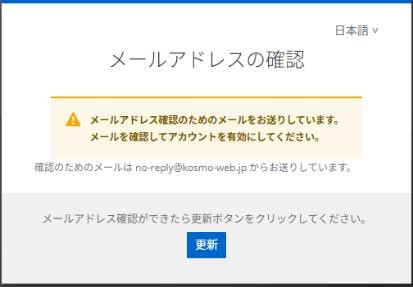 日本語 ∨
メールアドレスの確認
メールアドレス確認のためのメールをお送りしています。
メールを確認してアカウントを有効にしてください。
確認のためのメールは no-reply@kosmo-web.jp からお送りしています。
メールアドレス確認ができたら更新ボタンをクリックしてください。
更新